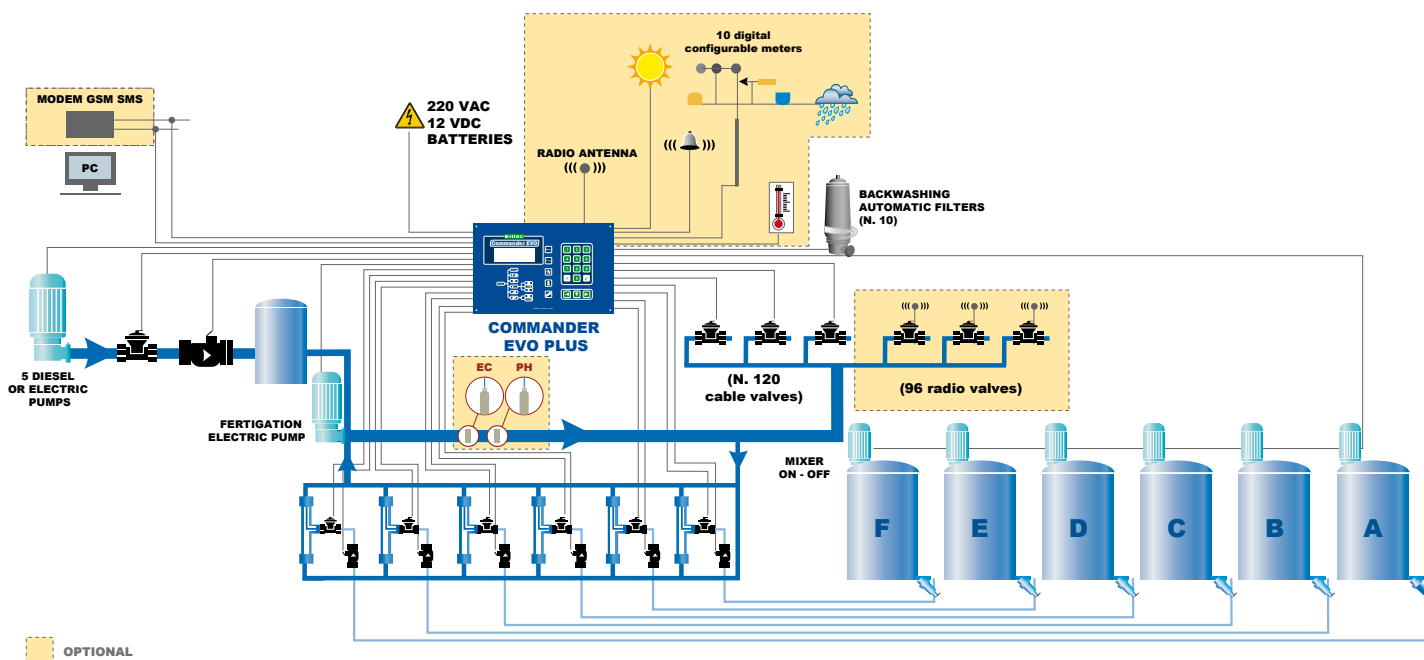 10 digital
configurable meters
MODEM GSM SMS
PC
220 VAC
12 VDC
BATTERIES
RADIO ANTENNA
BACKWASHING
AUTOMATIC FILTERS
(N. 10)
Commander EVO
COMMANDER
EVO PLUS
5 DIESEL
OR ELECTRIC
PUMPS
FERTIGATION
ELECTRIC PUMP
EC
PH
(N. 120
cable valves)
(96 radio valves)
MIXER
ON - OFF
F
E
D
C
B
A
OPTIONAL